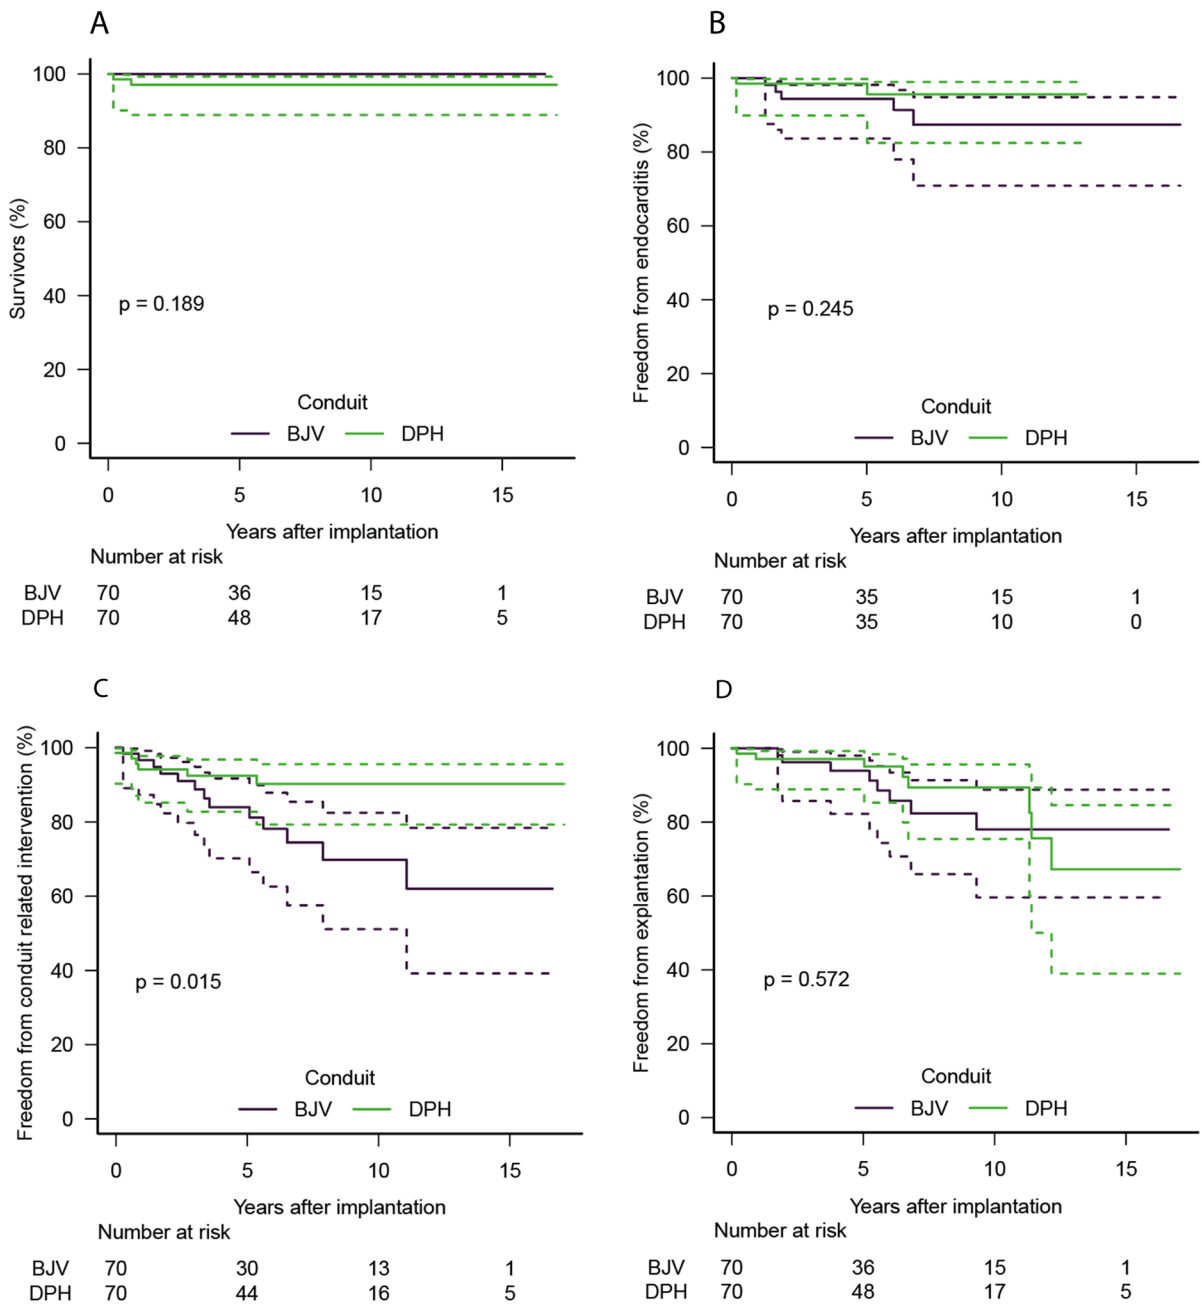 A
Survivors (%)
100
80
60
40
20
0
p = 0.189
Conduit
BJV DPH
0 5 10 15
Years after implantation
Number at risk
BJV 70 36 15 1
DPH 70 48 17 5
B
Freedom from endocarditis (%)
100
80
60
40
20
0
p = 0.245
Conduit
BJV DPH
0 5 10 15
Years after implantation
Number at risk
BJV 70 35 15 1
DPH 70 35 10 0
C
Freedom from conduit related intervention (%)
100
80
60
40
20
0
p = 0.015
Conduit
BJV DPH
0 5 10 15
Years after implantation
Number at risk
BJV 70 30 13 1
DPH 70 44 16 5
D
Freedom from explantation (%)
100
80
60
40
20
0
p = 0.572
Conduit
BJV DPH
0 5 10 15
Years after implantation
Number at risk
BJV 70 36 15 1
DPH 70 48 17 5